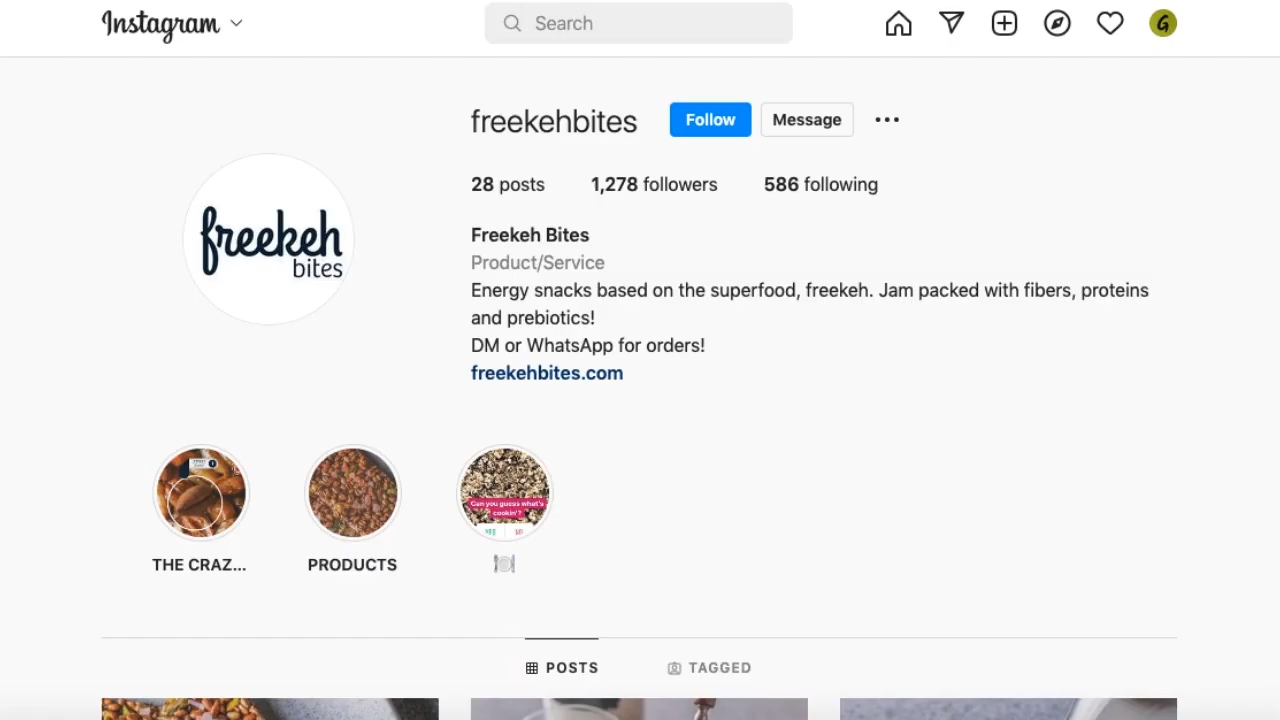 Instagram
Search
G
freekehbites
Follow
Message
28 posts
1,278 followers
586 following
freekeh
bites
Freekeh Bites
Product/Service
Energy snacks based on the superfood, freekeh. Jam packed with fibers, proteins
and prebiotics!
DM or WhatsApp for orders!
freekehbites.com
Can you guess what's
cookin'?
YES
NO
THE CRAZ...
PRODUCTS
🍽
POSTS
TAGGED